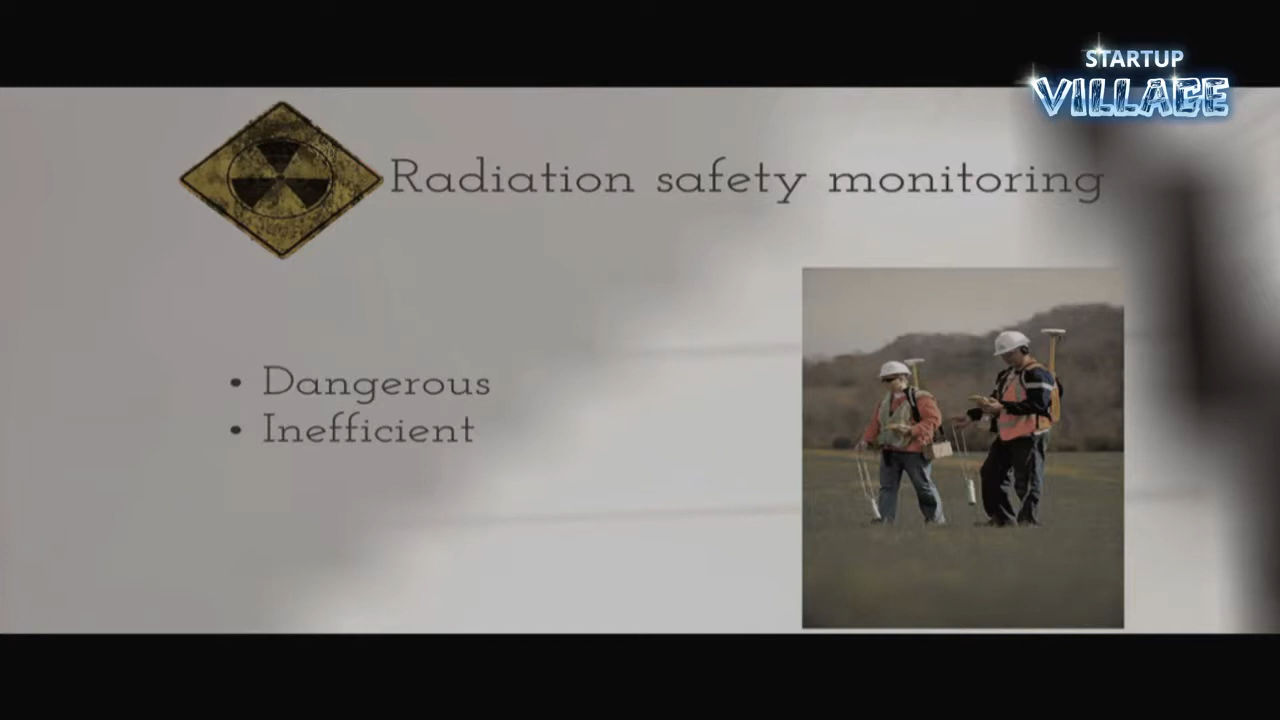 STARTUP
VILLAGE
Radiation safety monitoring
• Dangerous
• Inefficient